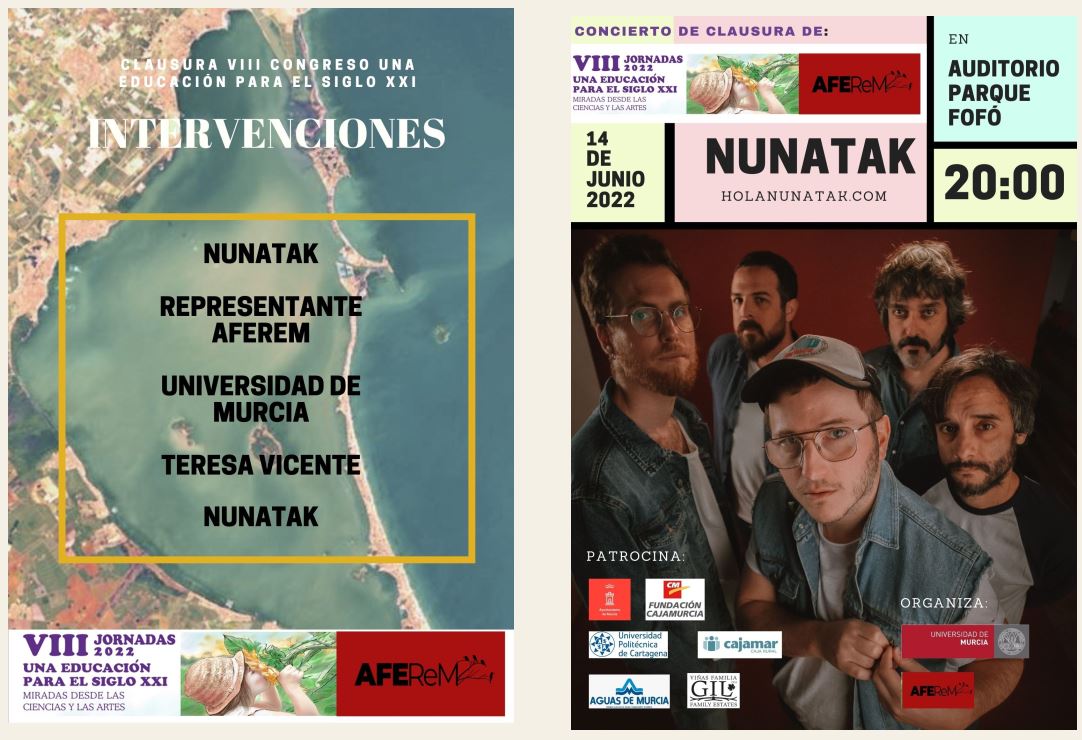 CLAUSURA VIII CONGRESO UNA
EDUCACIÓN PARA EL SIGLO XXI
INTERVENCIONES
NUNATAK
REPRESENTANTE
AFEREM
UNIVERSIDAD DE
MURCIA
TERESA VICENTE
NUNATAK
VIII JORNADAS
2022
UNA EDUCACIÓN
PARA EL SIGLO XXI
MIRADAS DESDE LAS
CIENCIAS Y LAS ARTES
AFEReM
CONCIERTO DE CLAUSURA DE:
VIII JORNADAS
2022
UNA EDUCACIÓN
PARA EL SIGLO XXI
MIRADAS DESDE LAS
CIENCIAS Y LAS ARTES
AFEReM
EN
AUDITORIO
PARQUE
FOFÓ
14
DE
JUNIO
2022
NUNATAK
HOLANUNATAK.COM
20:00
PATROCINA:
CM
FUNDACIÓN
CAJAMURCIA
Universidad
Politécnica
de Cartagena
cajamar
CAJA RURAL
AGUAS DE MURCIA
VIÑAS FAMILIA
GIL
FAMILY ESTATES
ORGANIZA:
UNIVERSIDAD DE
MURCIA
AFEReM